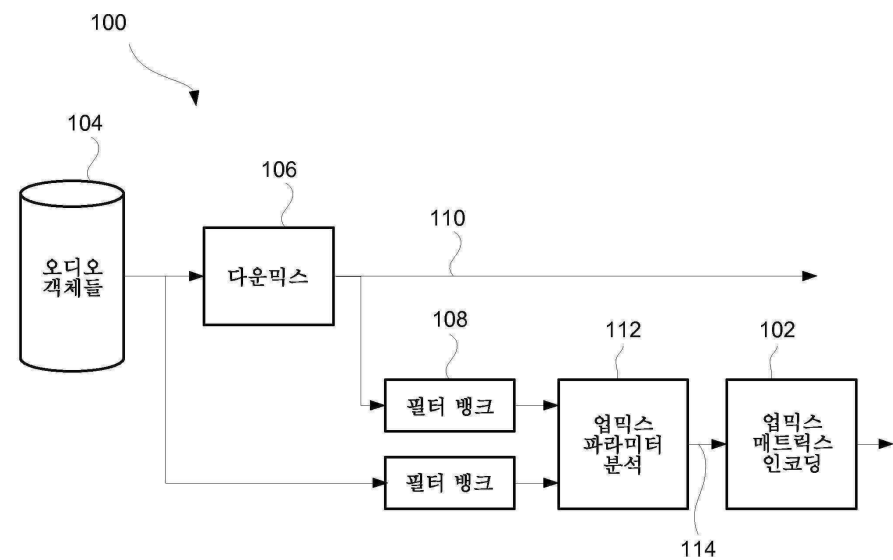 100
104
106
110
오디오
객체들
다운믹스
108
112
102
필터 뱅크
업믹스
파라미터
분석
업믹스
매트릭스
인코딩
필터 뱅크
114